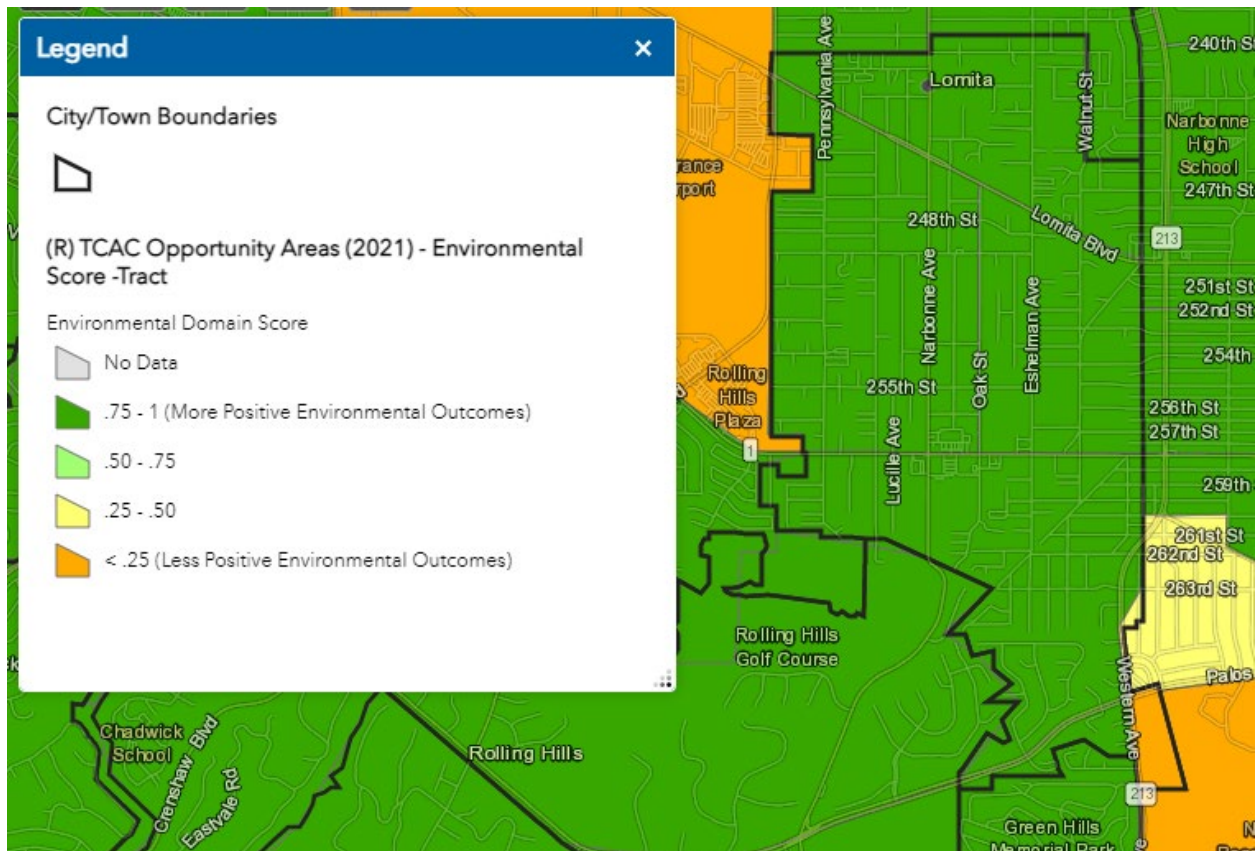 Legend
City/Town Boundaries
(R) TCAC Opportunity Areas (2021) - Environmental
Score -Tract
Environmental Domain Score
No Data
.75 - 1 (More Positive Environmental Outcomes)
.50 - .75
.25 - .50
< .25 (Less Positive Environmental Outcomes)
Pennsylvania Ave
240th S
Lomita
Walnut St
Narbonne
High
School
247th St
248th St
Lomita Blvd
213
251st St
252nd St
Narbonne Ave
Eshelman Ave
Oak St
254th
Rolling
Hills
Plaza
255th St
256th St
257th St
1
Lucille Ave
259th
261st St
262nd St
263rd St
Rolling Hills
Golf Course
Western Ave
Palos
Chadwick
School
Crenshaw Blvd
Eastvale Rd
Rolling Hills
213
Green Hills
Memorial Park